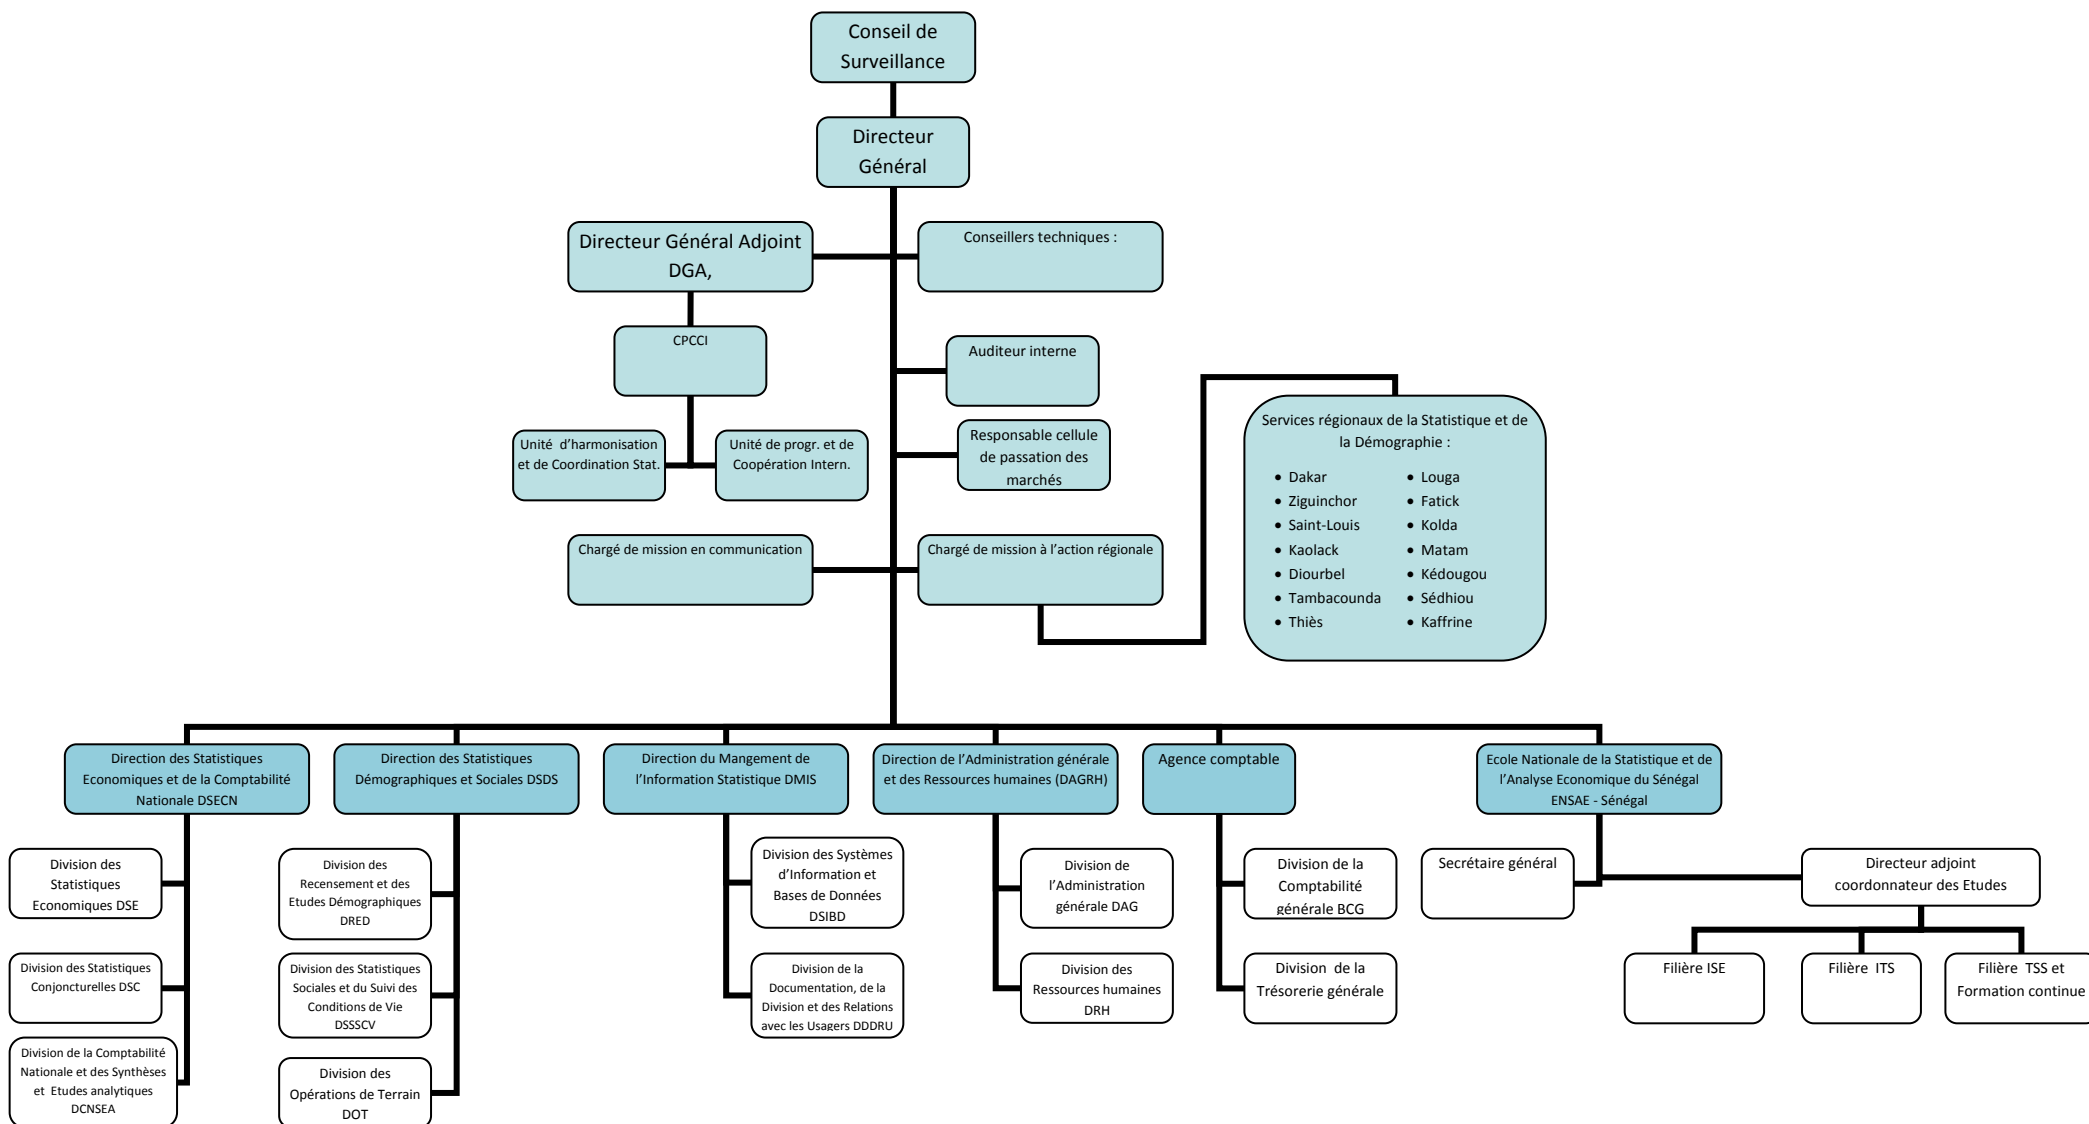 Conseil de
Surveillance
Directeur
Général
Directeur Général Adjoint
DGA,
Conseillers techniques :
CPCCI
Auditeur interne
Unité d’harmonisation
et de Coordination Stat.
Unité de progr. et de
Coopération Intern.
Responsable cellule
de passation des
marchés
Services régionaux de la Statistique et de
la Démographie :
• Dakar
• Ziguinchor
• Saint-Louis
• Kaolack
• Diourbel
• Tambacounda
• Thiès
• Louga
• Fatick
• Kolda
• Matam
• Kédougou
• Sédhiou
• Kaffrine
Chargé de mission en communication
Chargé de mission à l’action régionale
Direction des Statistiques
Economiques et de la Comptabilité
Nationale DSECN
Direction des Statistiques
Démographiques et Sociales DSDS
Direction du Mangement de
l’Information Statistique DMIS
Direction de l’Administration générale
et des Ressources humaines (DAGRH)
Agence comptable
Ecole Nationale de la Statistique et de
l’Analyse Economique du Sénégal
ENSAE - Sénégal
Division des
Statistiques
Economiques DSE
Division des
Recensement et des
Etudes Démographiques
DRED
Division des Systèmes
d’Information et
Bases de Données
DSIBD
Division de
l’Administration
générale DAG
Division de la
Comptabilité
générale BCG
Secrétaire général
Directeur adjoint
coordonnateur des Etudes
Division des Statistiques
Conjoncturelles DSC
Division des Statistiques
Sociales et du Suivi des
Conditions de Vie
DSSSCV
Division de la
Documentation, de la
Division et des Relations
avec les Usagers DDDRU
Division des
Ressources humaines
DRH
Division de la
Trésorerie générale
Filière ISE
Filière ITS
Filière TSS et
Formation continue
Division de la Comptabilité
Nationale et des Synthèses
et Etudes analytiques
DCNSEA
Division des
Opérations de Terrain
DOT